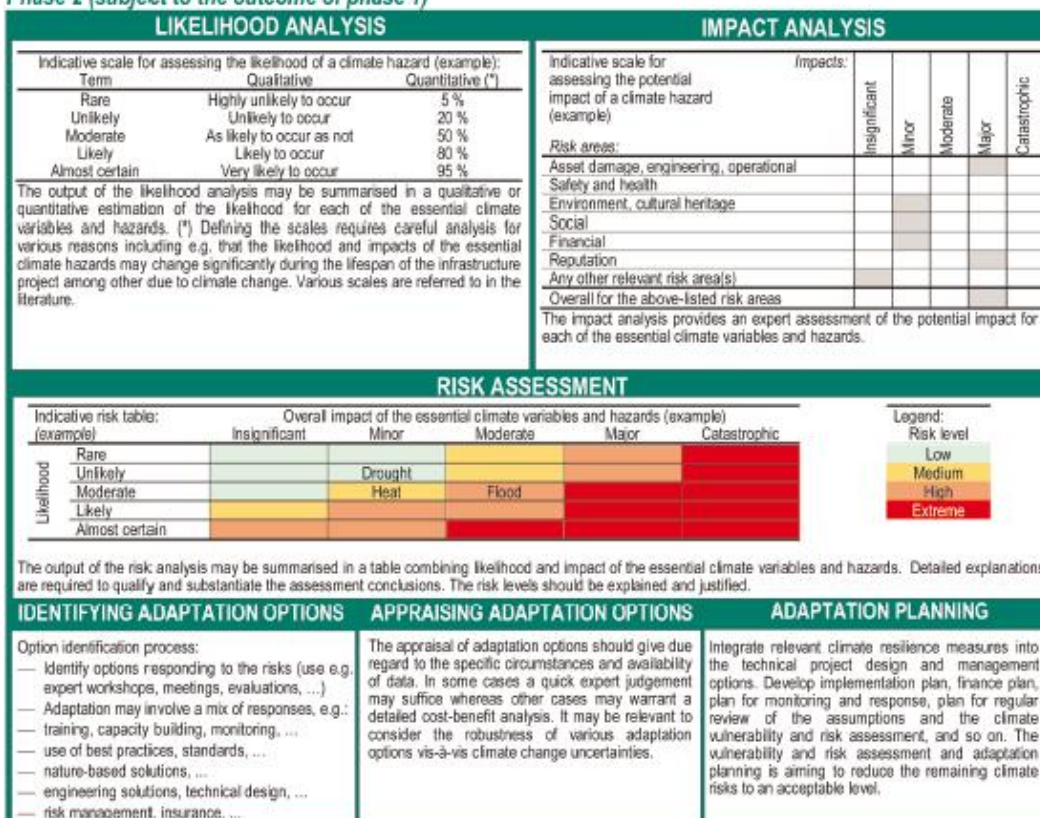 Phase 2 (subject to the outcome of phase 1)
LIKELIHOOD ANALYSIS
Indicative scale for assessing the likelihood of a climate hazard (example):
Term Qualitative Quantitative (*)
Rare Highly unlikely to occur 5 %
Unlikely Unlikely to occur 20 %
Moderate As likely to occur as not 50 %
Likely Likely to occur 80 %
Almost certain Very likely to occur 95 %
The output of the likelihood analysis may be summarised in a qualitative or
quantitative estimation of the likelihood for each of the essential climate
variables and hazards. (*) Defining the scales requires careful analysis for
various reasons including e.g. that the likelihood and impacts of the essential
climate hazards may change significantly during the lifespan of the infrastructure
project among other due to climate change. Various scales are referred to in the
literature.
IMPACT ANALYSIS
Indicative scale for
assessing the potential
impact of a climate hazard
(example)
Impacts:
Insignificant
Minor
Moderate
Major
Catastrophic
Risk areas:
Asset damage, engineering, operational
Safety and health
Environment, cultural heritage
Social
Financial
Reputation
Any other relevant risk area(s)
Overall for the above-listed risk areas
The impact analysis provides an expert assessment of the potential impact for
each of the essential climate variables and hazards.
RISK ASSESSMENT
Indicative risk table: Overall impact of the essential climate variables and hazards (example)
(example) Insignificant Minor Moderate Major Catastrophic
Likelihood
Rare
Unlikely Drought
Moderate Heat Flood
Likely
Almost certain
Legend:
Risk level
Low
Medium
High
Extreme
The output of the risk analysis may be summarised in a table combining likelihood and impact of the essential climate variables and hazards. Detailed explanations
are required to qualify and substantiate the assessment conclusions. The risk levels should be explained and justified.
IDENTIFYING ADAPTATION OPTIONS
Option identification process:
— Identify options responding to the risks (use e.g.
expert workshops, meetings, evaluations, ...)
— Adaptation may involve a mix of responses, e.g.:
— training, capacity building, monitoring, ...
— use of best practices, standards, ...
— nature-based solutions, ...
— engineering solutions, technical design, ...
— risk management, insurance, ...
APPRAISING ADAPTATION OPTIONS
The appraisal of adaptation options should give due
regard to the specific circumstances and availability
of data. In some cases a quick expert judgement
may suffice whereas other cases may warrant a
detailed cost-benefit analysis. It may be relevant to
consider the robustness of various adaptation
options vis-à-vis climate change uncertainties.
ADAPTATION PLANNING
Integrate relevant climate resilience measures into
the technical project design and management
options. Develop implementation plan, finance plan,
plan for monitoring and response, plan for regular
review of the assumptions and the climate
vulnerability and risk assessment, and so on. The
vulnerability and risk assessment and adaptation
planning is aiming to reduce the remaining climate
risks to an acceptable level.